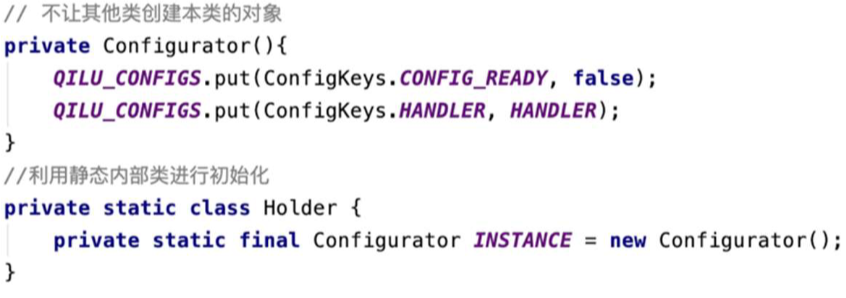 // 不让其他类创建本类的对象
private Configurator(){
    QILU_CONFIGS.put(ConfigKeys.CONFIG_READY, false);
    QILU_CONFIGS.put(ConfigKeys.HANDLER, HANDLER);
}
//利用静态内部类进行初始化
private static class Holder {
    private static final Configurator INSTANCE = new Configurator();
}